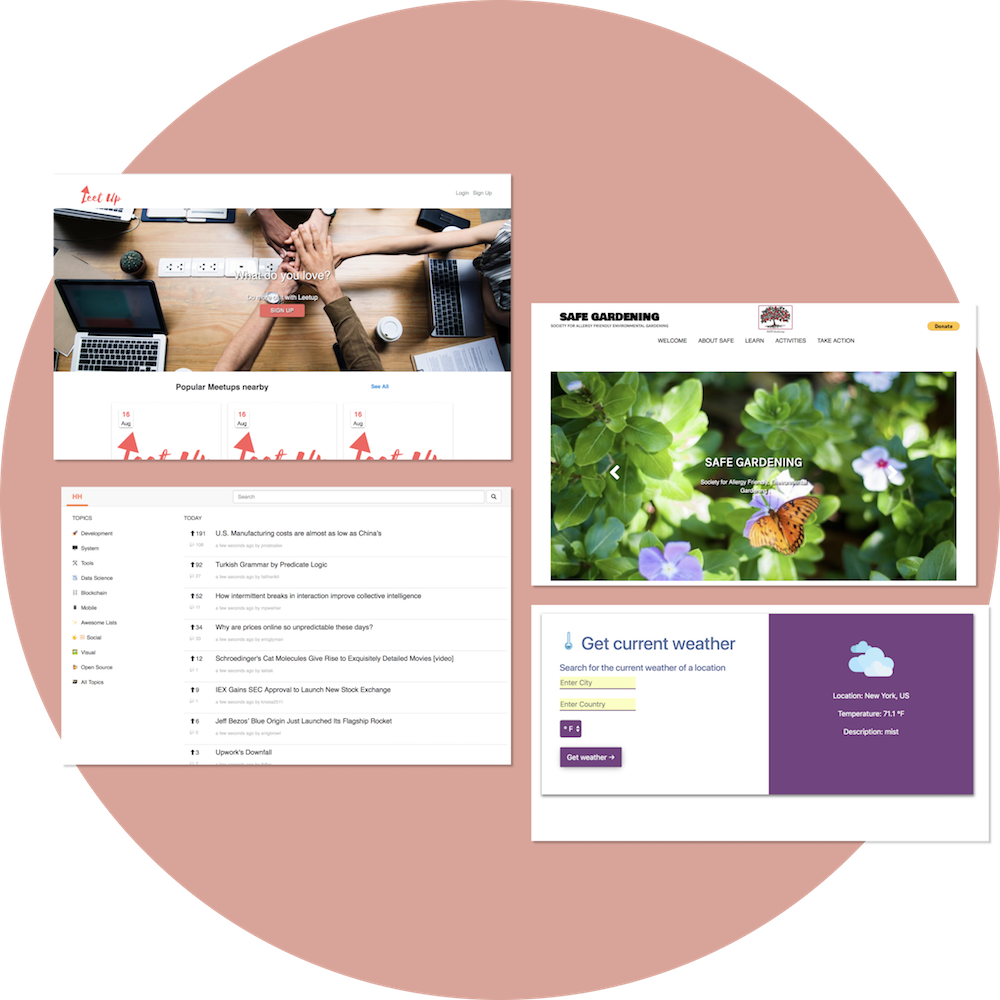 Leet Up
Login Sign Up
What do you love?
with Leetup
SIGN UP
Popular Meetups nearby
See All
16
Aug
16
Aug
16
Aug
HH
Search
TOPICS
Development
System
Tools
Data Science
Blockchain
Mobile
Awesome Lists
Social
Visual
Open Source
All Topics
TODAY
191 U.S. Manufacturing costs are almost as low as China's
108 a few seconds ago by
92 Turkish Grammar by Predicate Logic
a few seconds ago by
52 How intermittent breaks in interaction improve collective intelligence
11 a few seconds ago by
34 Why are prices online so unpredictable these days?
a few seconds ago by
12 Schroedinger's Cat Molecules Give Rise to Exquisitely Detailed Movies [video]
1 a few seconds ago by
9 IEX Gains SEC Approval to Launch New Stock Exchange
1 a few seconds ago by
6 Jeff Bezos' Blue Origin Just Launched Its Flagship Rocket
a few seconds ago by
3 Upwork's Downfall
SAFE GARDENING
SOCIETY FOR ALLERGY FRIENDLY ENVIRONMENTAL GARDENING
Donate
WELCOME ABOUT SAFE LEARN ACTIVITIES TAKE ACTION
SAFE GARDENING
Society for Allergy Friendly Environmental
Gardening
Get current weather
Search for the current weather of a location
Enter City
Enter Country
° F
Get weather →
Location: New York, US
Temperature: 71.1 ºF
Description: mist